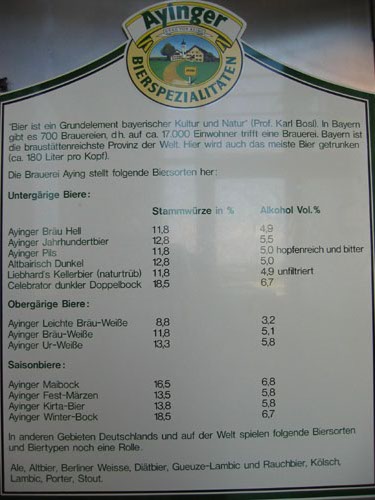 Ayinger
BIERSPEZIALITÄTEN
"Bier ist ein Grundelement bayerischer Kultur und Natur" (Prof. Karl Bosl). In Bayern
gibt es 700 Brauereien, d.h. auf ca. 17.000 Einwohner trifft eine Brauerei. Bayern ist
die braustättenreichste Provinz der Welt. Hier wird auch das meiste Bier getrunken
(ca. 180 Liter pro Kopf).
Die Brauerei Aying stellt folgende Biersorten her:
Untergärige Biere:
Stammwürze in % Alkohol Vol.%
Ayinger Bräu Hell 11,8 4,9
Ayinger Jahrhundertbier 12,8 5,5
Ayinger Pils 11,8 5,0 hopfenreich und bitter
Altbairisch Dunkel 12,8 5,0
Liebhard's Kellerbier (naturtrüb) 11,8 4,9 unfiltriert
Celebrator dunkler Doppelbock 18,5 6,7
Obergärige Biere:
Ayinger Leichte Bräu-Weiße 8,8 3,2
Ayinger Bräu-Weiße 11,8 5,1
Ayinger Ur-Weiße 13,3 5,8
Saisonbiere:
Ayinger Maibock 16,5 6,8
Ayinger Fest-Märzen 13,5 5,8
Ayinger Kirta-Bier 13,8 5,8
Ayinger Winter-Bock 18,5 6,7
In anderen Gebieten Deutschlands und auf der Welt spielen folgende Biersorten
und Biertypen noch eine Rolle.
Ale, Altbier, Berliner Weisse, Diätbier, Gueuze-Lambic und Rauchbier, Kölsch,
Lambic, Porter, Stout.